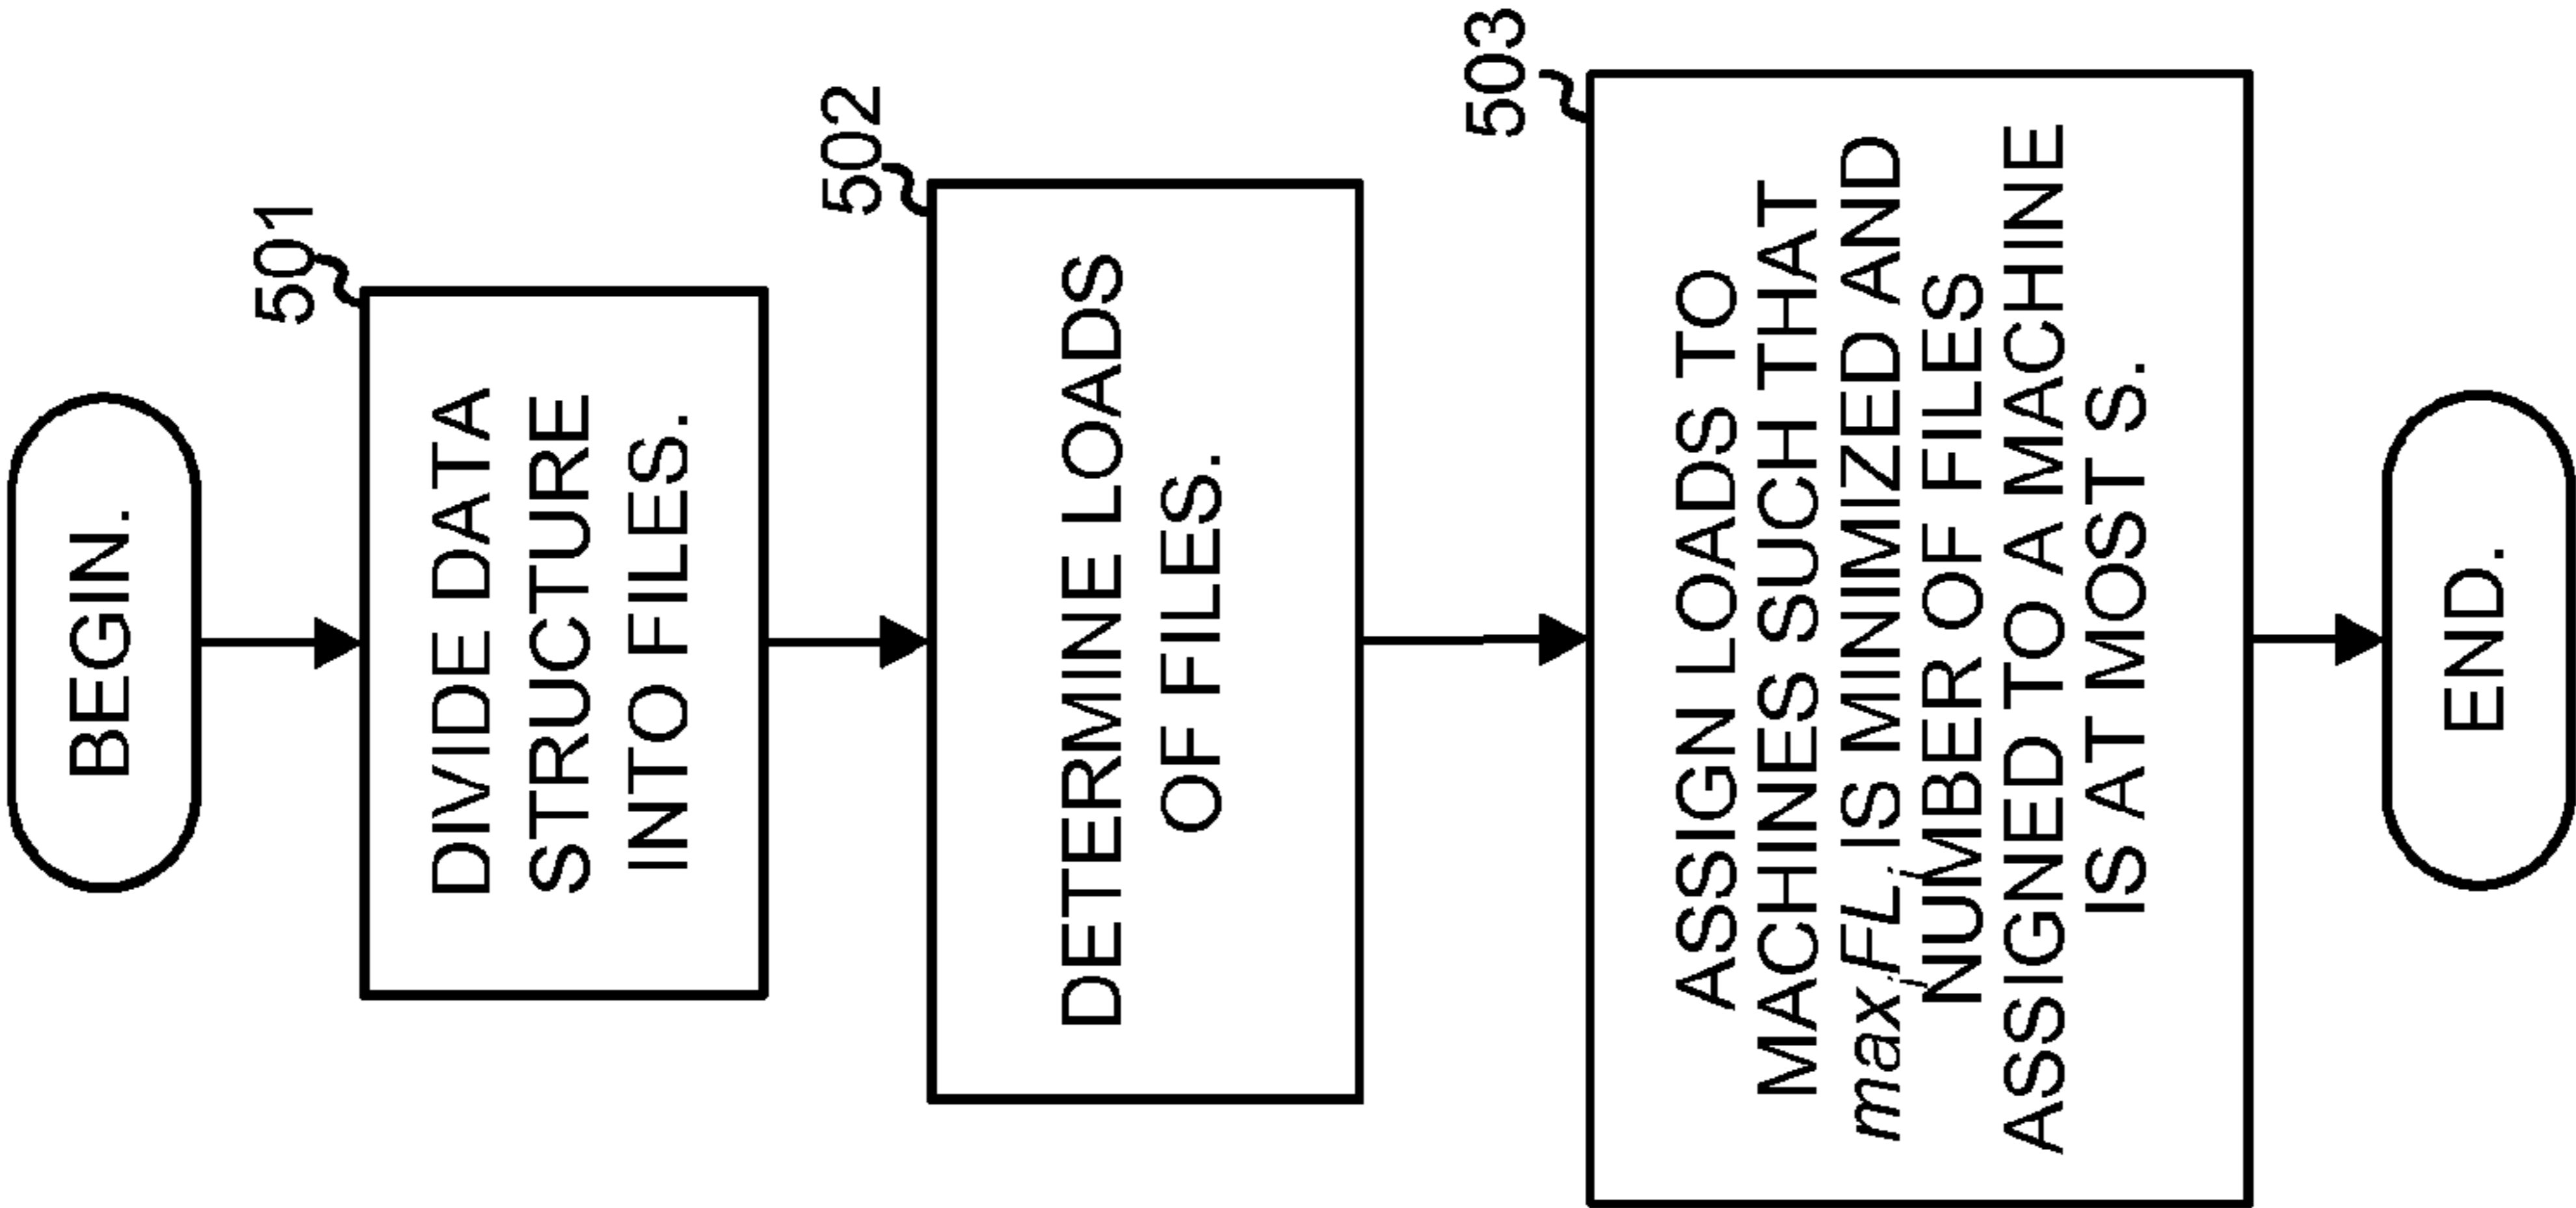 BEGIN.
501
DIVIDE DATA
STRUCTURE
INTO FILES.
502
DETERMINE LOADS
OF FILES.
503
ASSIGN LOADS TO
MACHINES SUCH THAT
max FL IS MINIMIZED AND
NUMBER OF FILES
ASSIGNED TO A MACHINE
IS AT MOST S.
END.